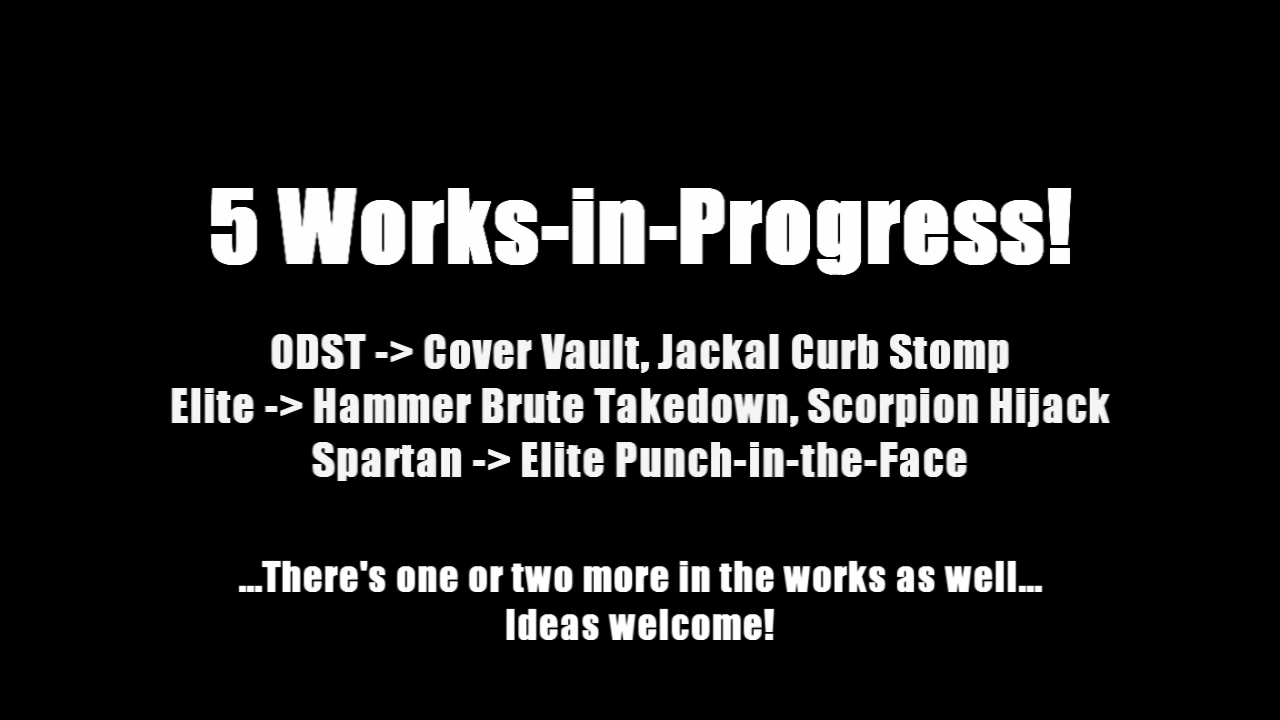 5 Works-in-Progress!
ODST -> Cover Vault, Jackal Curb Stomp
Elite -> Hammer Brute Takedown, Scorpion Hijack
Spartan -> Elite Punch-in-the-Face
...There's one or two more in the works as well...
Ideas welcome!